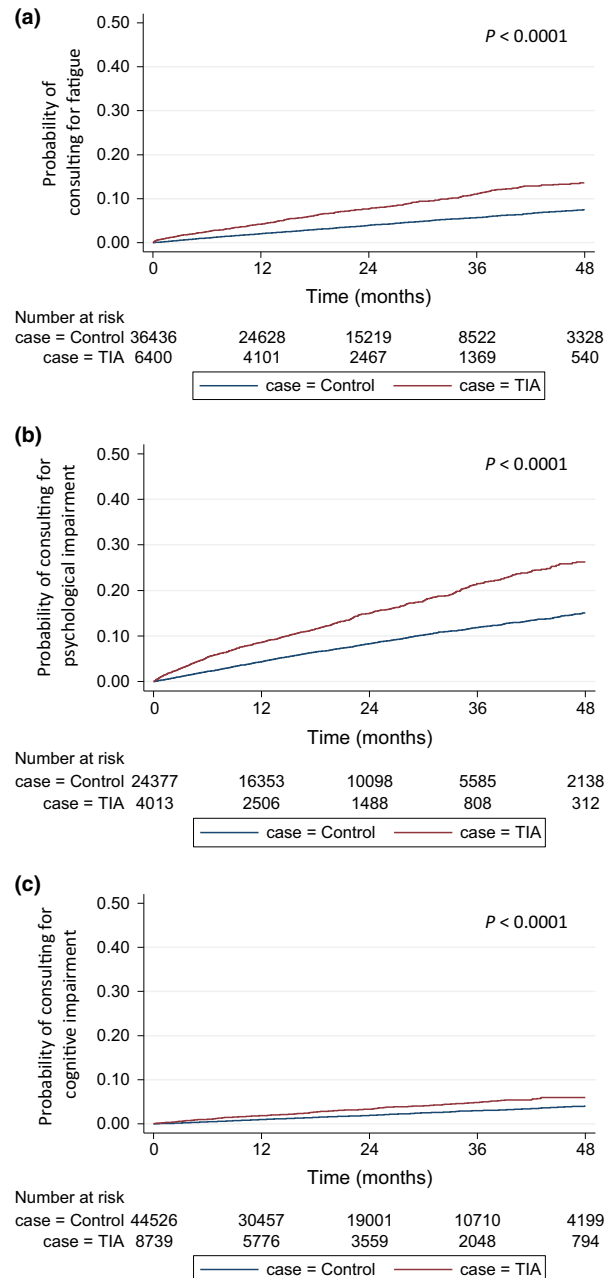 (a)
P < 0.0001
Probability of
consulting for fatigue
0.50
0.40
0.30
0.20
0.10
0.00
0 12 24 36 48
Time (months)
Number at risk
case = Control 36436 24628 15219 8522 3328
case = TIA 6400 4101 2467 1369 540
case = Control case = TIA
(b)
P < 0.0001
Probability of consulting for
psychological impairment
0.50
0.40
0.30
0.20
0.10
0.00
0 12 24 36 48
Time (months)
Number at risk
case = Control 24377 16353 10098 5585 2138
case = TIA 4013 2506 1488 808 312
case = Control case = TIA
(c)
P < 0.0001
Probability of consulting for
cognitive impairment
0.50
0.40
0.30
0.20
0.10
0.00
0 12 24 36 48
Time (months)
Number at risk
case = Control 44526 30457 19001 10710 4199
case = TIA 8739 5776 3559 2048 794
case = Control case = TIA